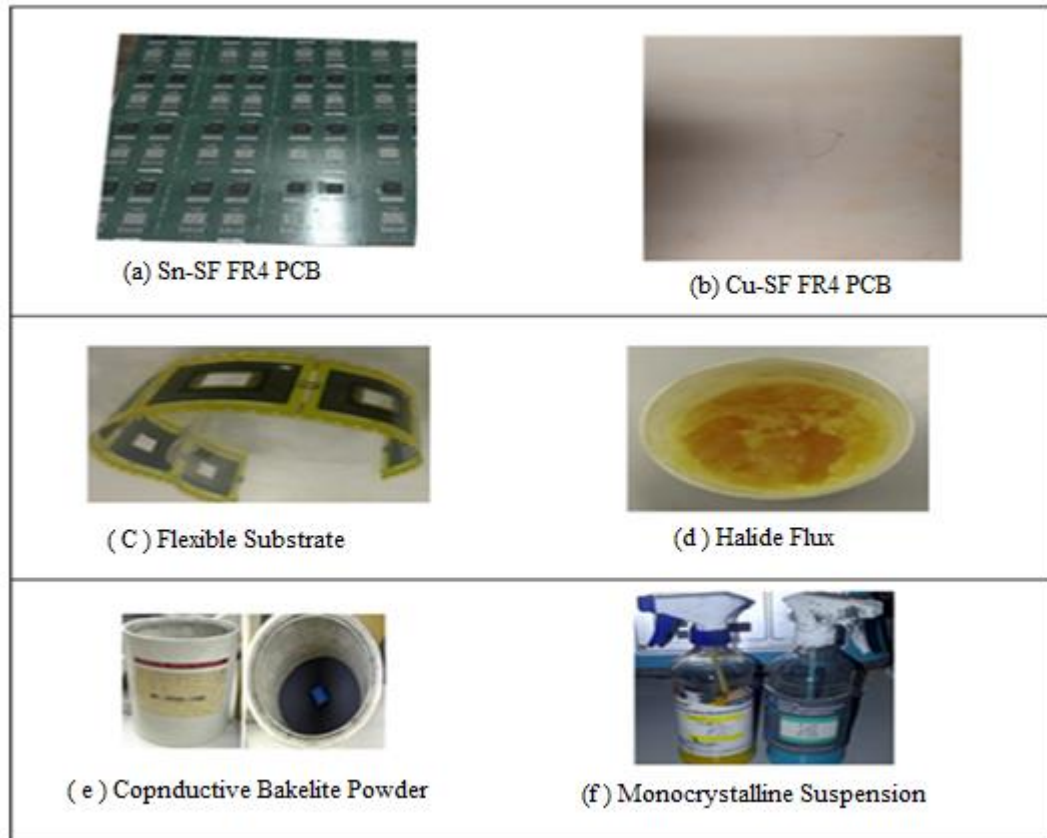 (a) Sn-SF FR4 PCB
(b) Cu-SF FR4 PCB
( C ) Flexible Substrate
(d ) Halide Flux
( e ) Copnductive Bakelite Powder
(f ) Monocrystalline Suspension